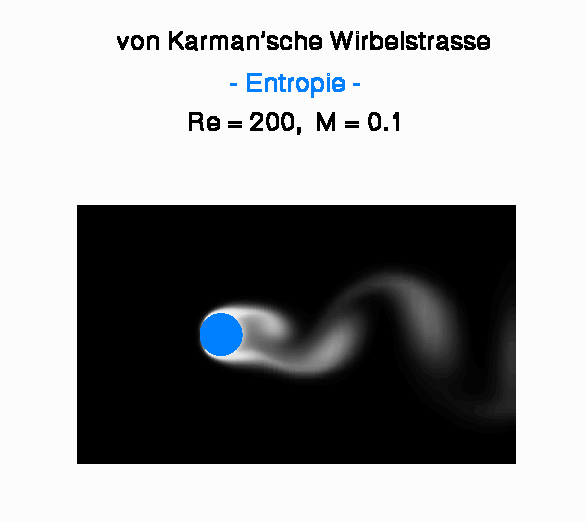 von Karman'sche Wirbelstrasse
- Entropie -
Re = 200, M = 0.1